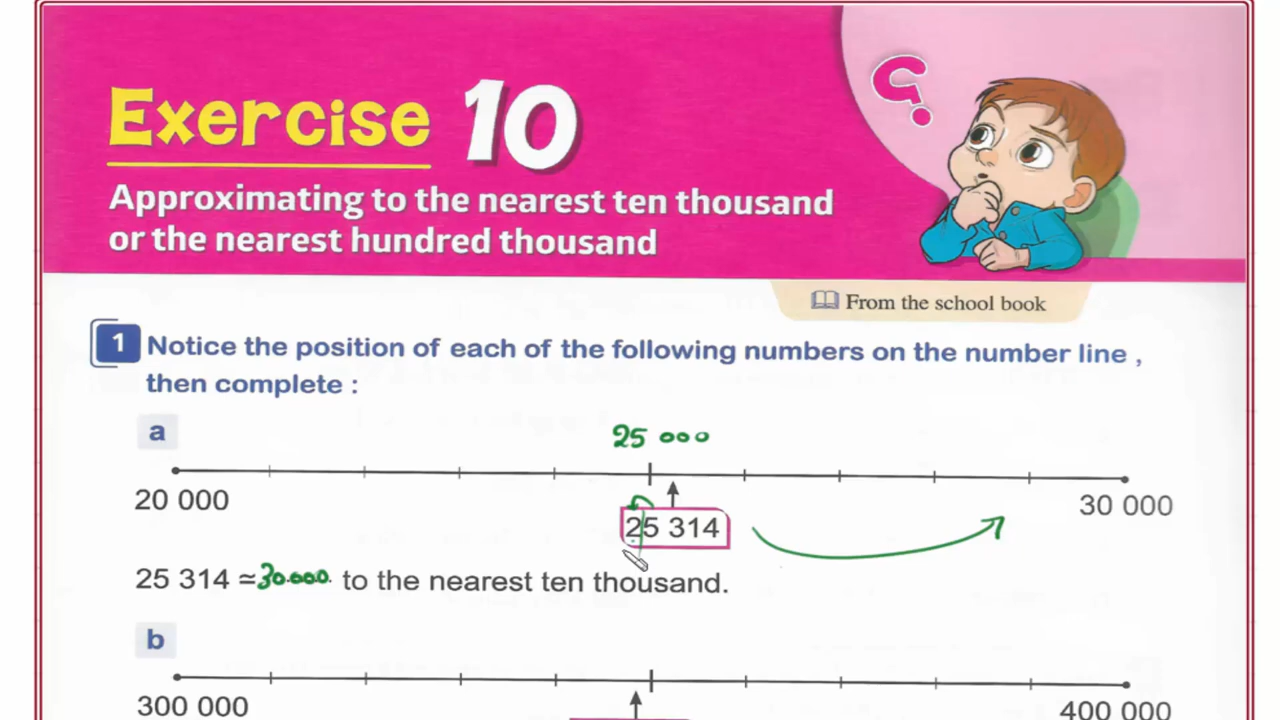 Exercise 10
Approximating to the nearest ten thousand
or the nearest hundred thousand
From the school book
1 Notice the position of each of the following numbers on the number line ,
then complete :
a
25 000
20 000
30 000
25 314
25 314 ≃ 30000 to the nearest ten thousand.
b
300 000
400 000